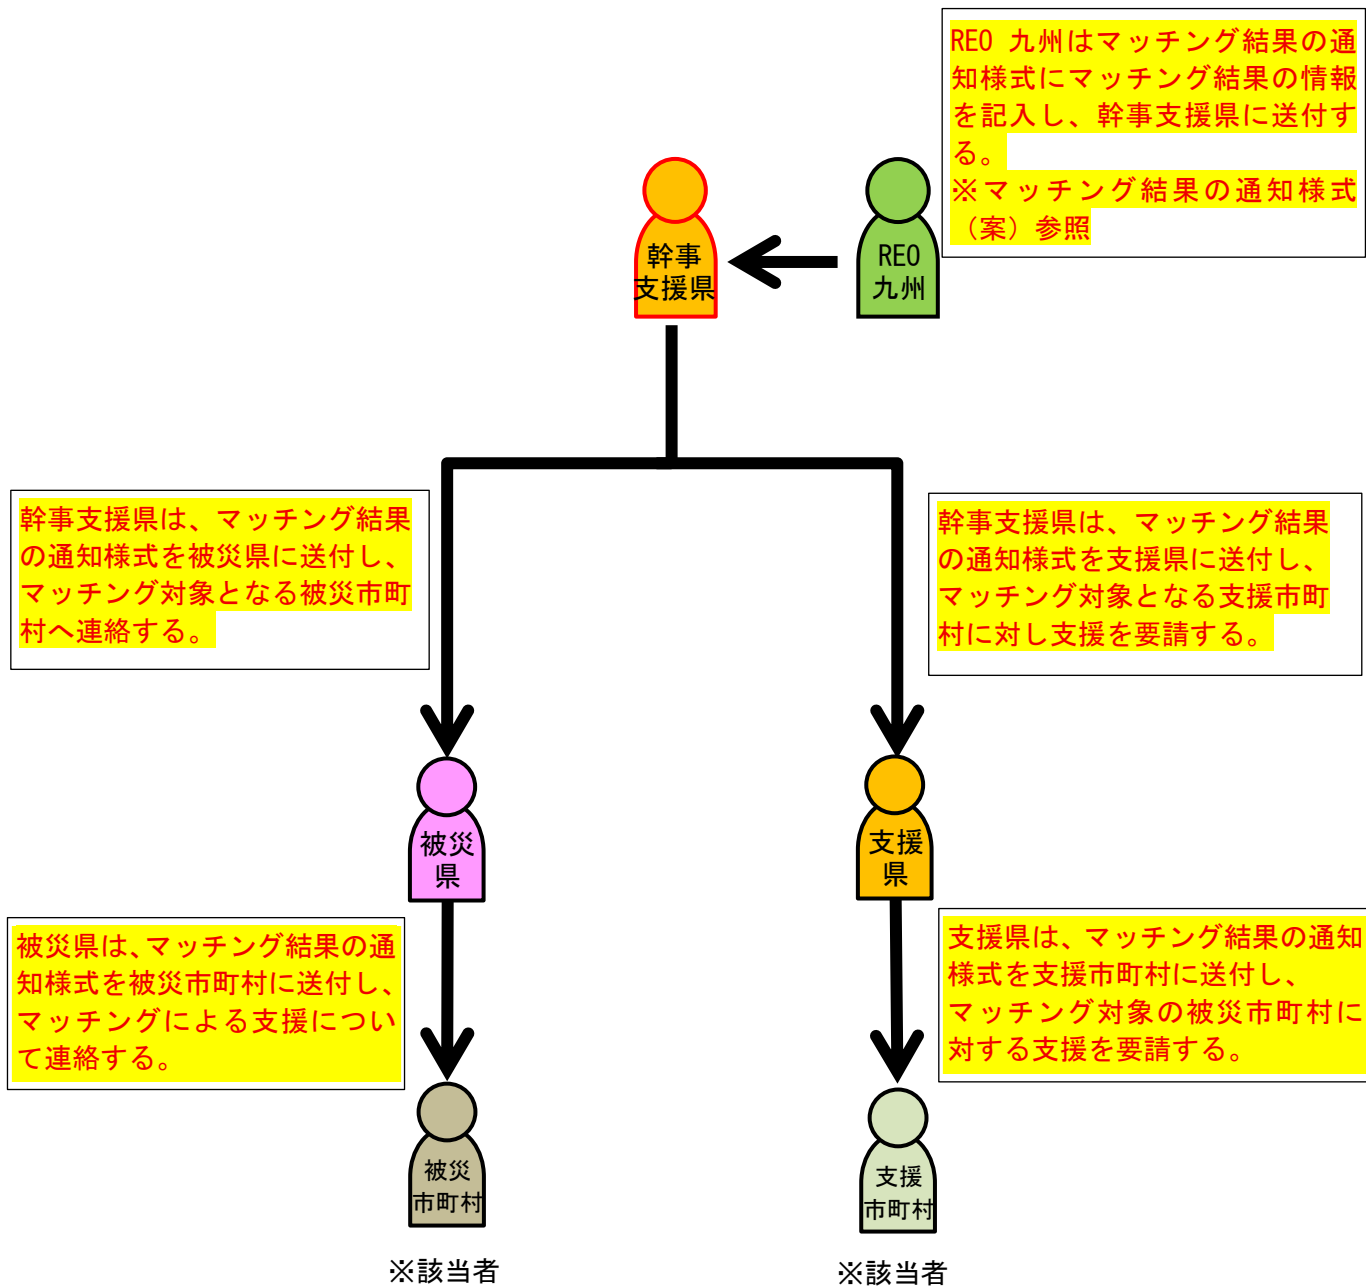 REO 九州はマッチング結果の通
知様式にマッチング結果の情報
を記入し、幹事支援県に送付す
る。
※マッチング結果の通知様式
（案）参照
幹事
支援県
REO
九州
幹事支援県は、マッチング結果
の通知様式を被災県に送付し、
マッチング対象となる被災市町
村へ連絡する。
幹事支援県は、マッチング結果
の通知様式を支援県に送付し、
マッチング対象となる支援市町
村に対し支援を要請する。
被災
県
支援
県
被災県は、マッチング結果の通
知様式を被災市町村に送付し、
マッチングによる支援につい
て連絡する。
支援県は、マッチング結果の通知
様式を支援市町村に送付し、
マッチング対象の被災市町村に
対する支援を要請する。
被災
市町村
支援
市町村
※該当者
※該当者